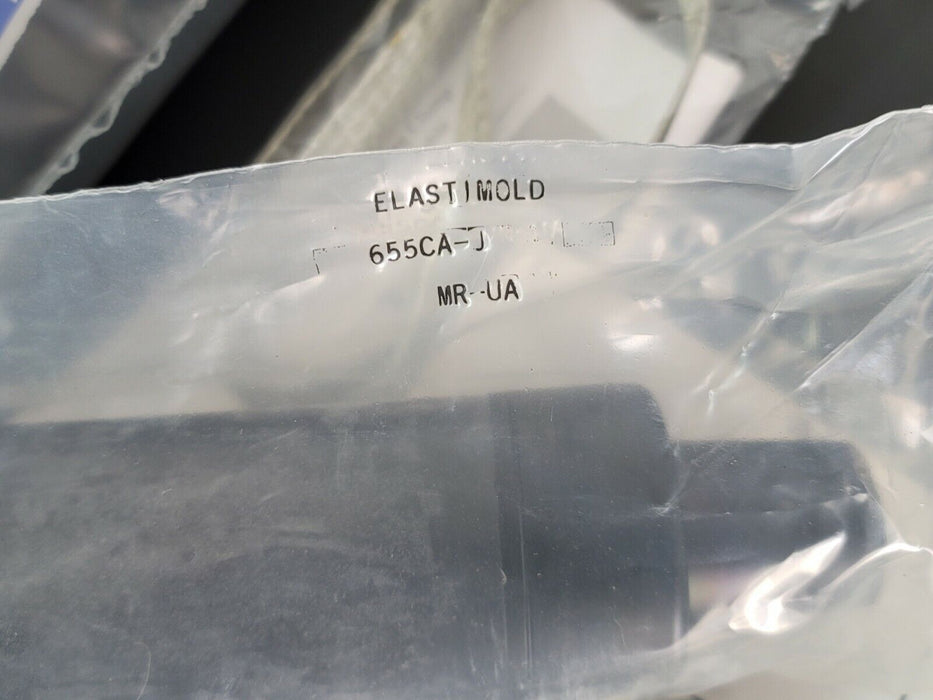 ELASTIMOLD
655CA-J
MR--UA